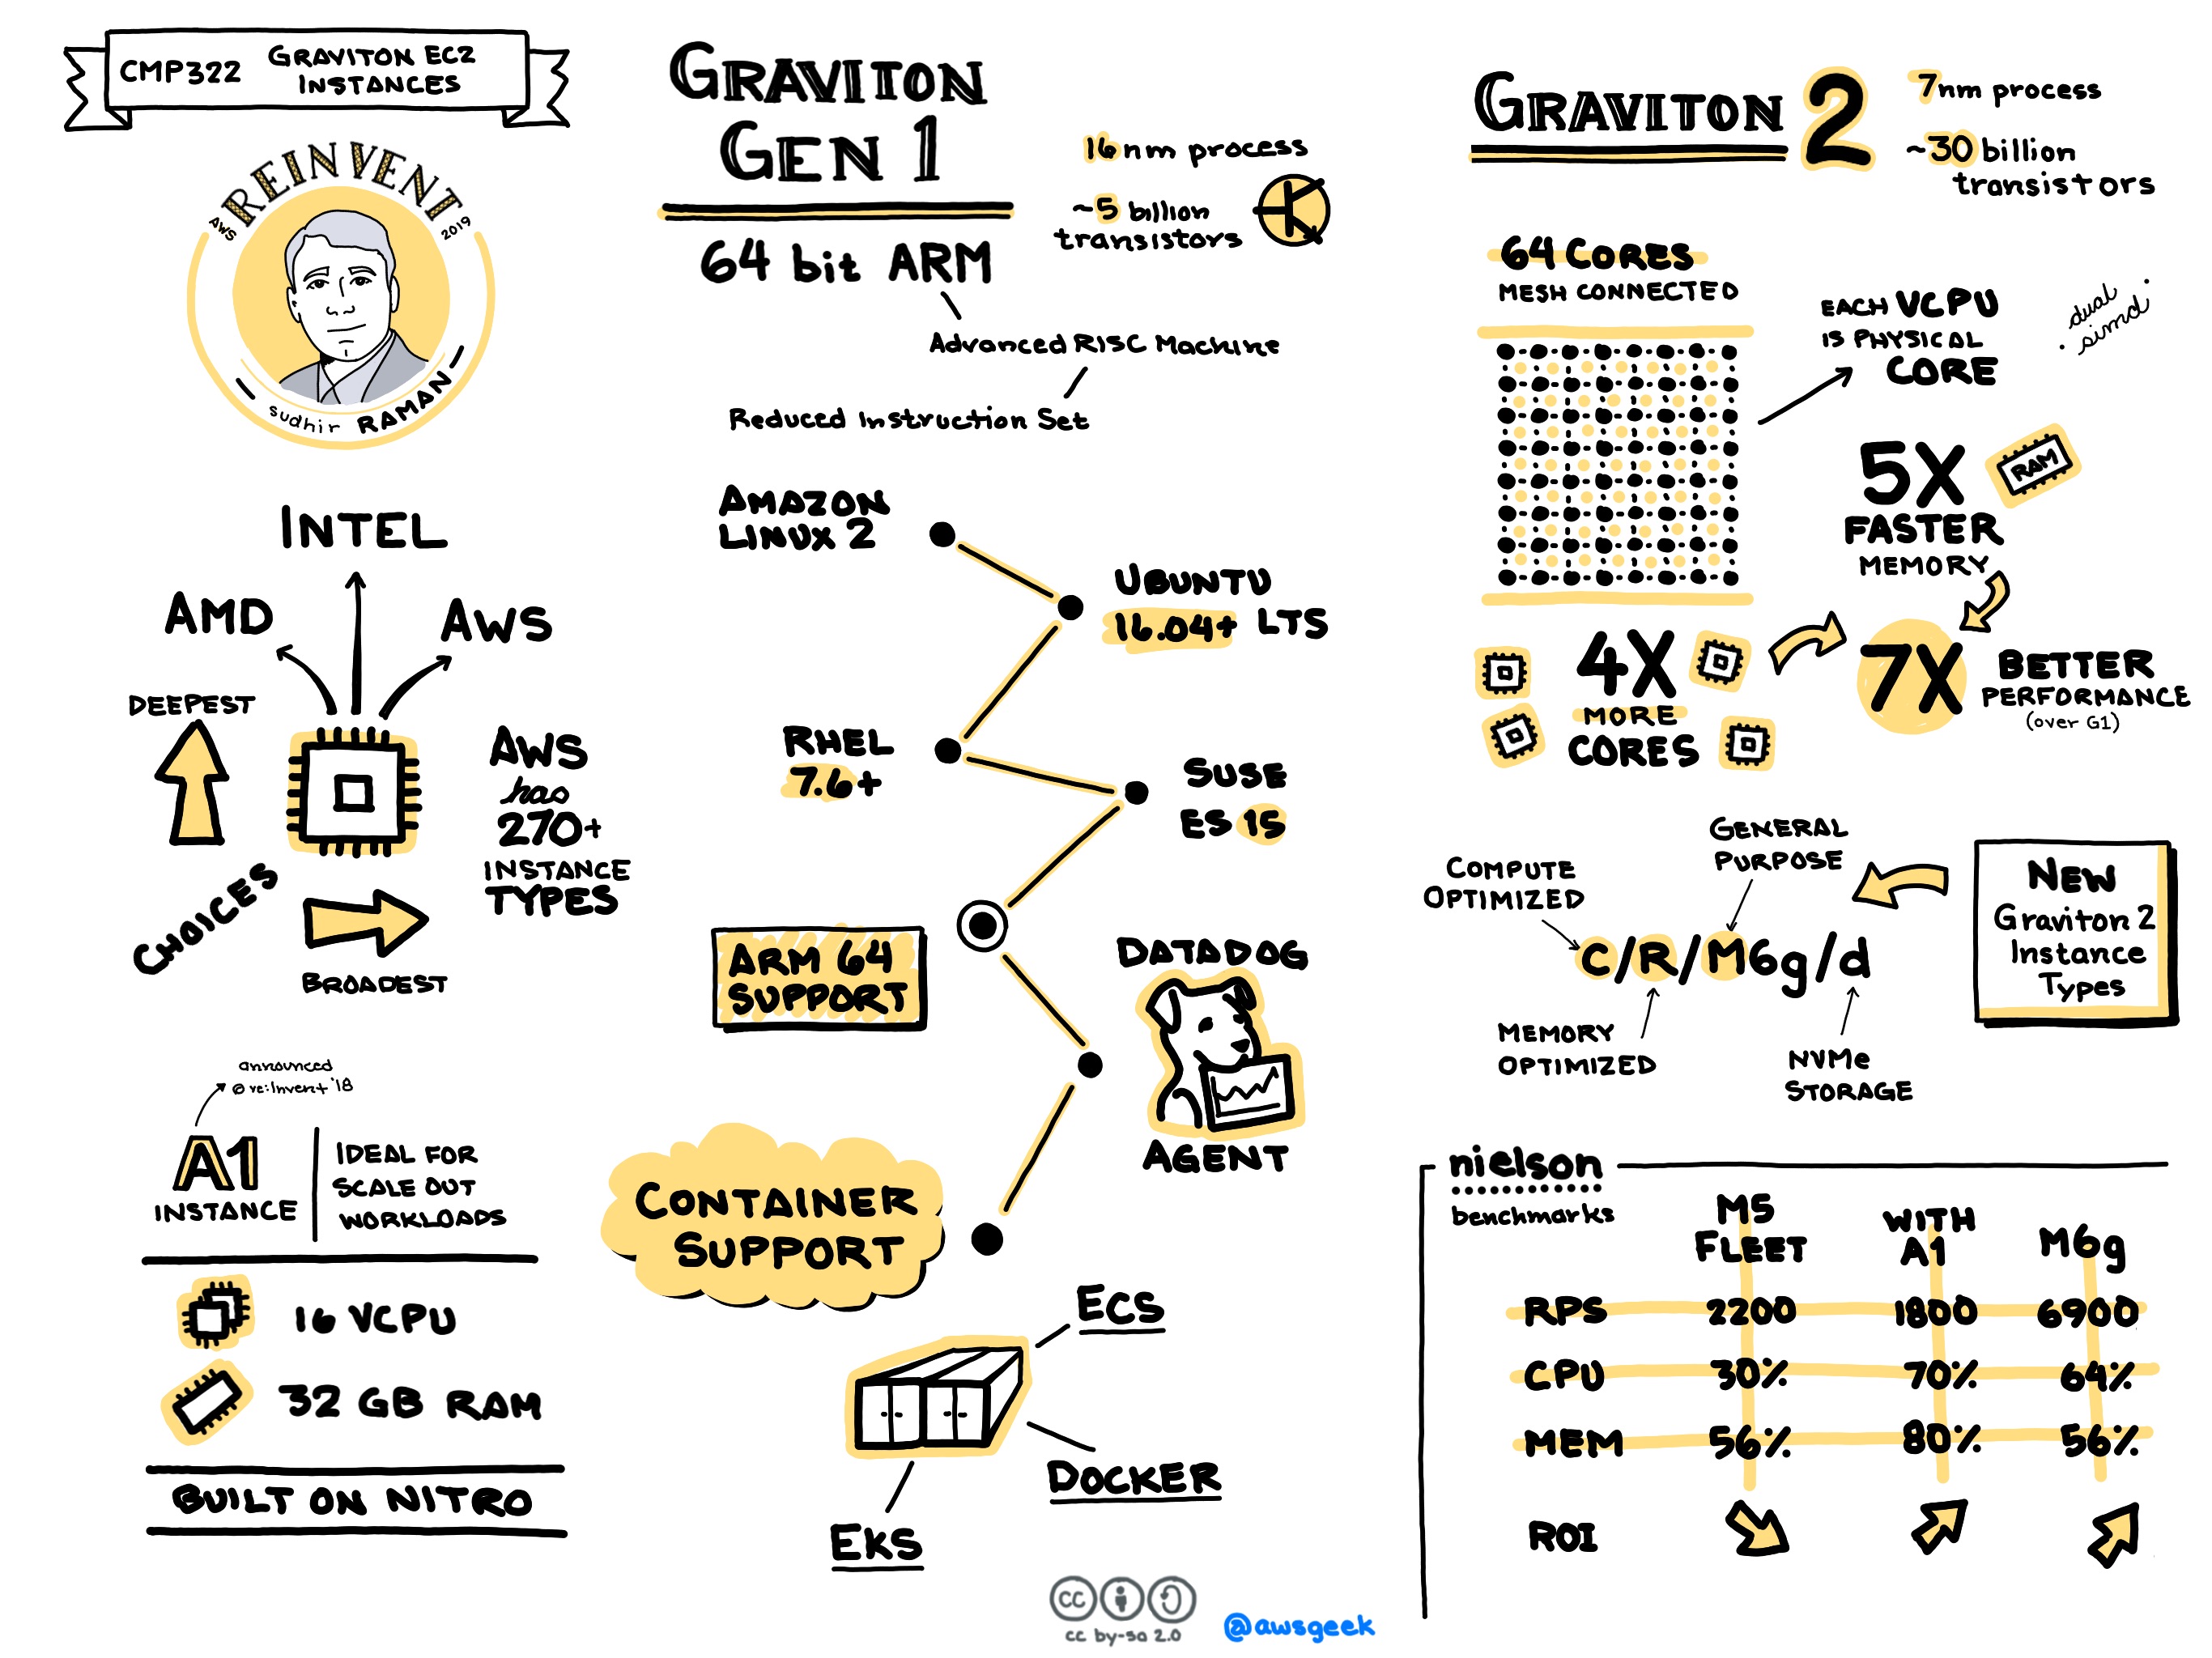 CMP322
GRAVITON EC2
INSTANCES
AWS REINVENT 2019
sudhir RAMAN
INTEL
AMD
AWS
DEEPEST
CHOICES
BROADEST
AWS
has
270+
INSTANCE
TYPES
announced
@ re:Invent '18
A1
INSTANCE
IDEAL FOR
SCALE OUT
WORKLOADS
16 VCPU
32 GB RAM
BUILT ON NITRO
GRAVITON
GEN 1
16nm process
~5 billion
transistors
64 bit ARM
Advanced RISC Machine
Reduced Instruction Set
AMAZON
LINUX 2
UBUNTU
16.04+ LTS
RHEL
7.6+
SUSE
ES 15
ARM 64
SUPPORT
DATADOG
AGENT
CONTAINER
SUPPORT
ECS
DOCKER
EKS
cc
cc by-sa 2.0
@awsgeek
GRAVITON 2
7nm process
~30 billion
transistors
64 CORES
MESH CONNECTED
EACH VCPU
IS PHYSICAL
CORE
dual
simd
5X
FASTER
MEMORY
RAM
4X
MORE
CORES
7X
BETTER
PERFORMANCE
(over G1)
GENERAL
PURPOSE
COMPUTE
OPTIMIZED
C/R/M6g/d
MEMORY
OPTIMIZED
NVMe
STORAGE
NEW
Graviton 2
Instance
Types
nielson
benchmarks
M5 FLEET WITH A1 M6g
RPS 2200 1800 6900
CPU 30% 70% 64%
MEM 56% 80% 56%
ROI